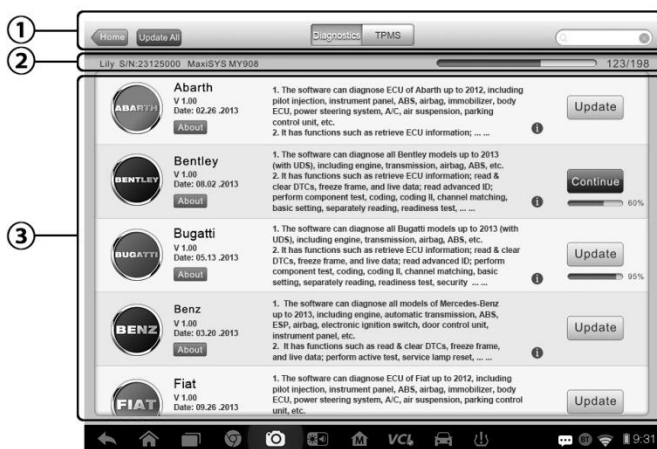 1
Home Update All Diagnostics TPMS
2
Lily S/N:23125000 MaxiSYS MY908 123/198
3
ABARTH
Abarth
V 1.00
Date: 02.26 .2013
About
1. The software can diagnose ECU of Abarth up to 2012, including
pilot injection, instrument panel, ABS, airbag, immobilizer, body
ECU, power steering system, A/C, air suspension, parking
control unit, etc.
2. It has functions such as retrieve ECU information; ... ...
Update
BENTLEY
Bentley
V 1.00
Date: 08.02 .2013
About
1. The software can diagnose all Bentley models up to 2013
(with UDS), including engine, transmission, airbag, ABS, etc.
2. It has functions such as retrieve ECU information; read &
clear DTCs, freeze frame, and live data; read advanced ID;
perform component test, coding, coding II, channel matching,
basic setting, separately reading, readiness test, ... ...
Continue
60%
BUGATTI
Bugatti
V 1.00
Date: 05.13 .2013
About
1. The software can diagnose all Bugatti models up to 2013 (with
UDS), including engine, transmission, airbag, ABS, etc.
2. It has functions such as retrieve ECU information; read & clear
DTCs, freeze frame, and live data; read advanced ID; perform
component test, coding, coding II, channel matching, basic
setting, separately reading, readiness test, security ... ...
Update
95%
BENZ
Benz
V 1.00
Date: 03.20 .2013
About
1. The software can diagnose all models of Mercedes-Benz
up to 2013, including engine, automatic transmission, ABS,
ESP, airbag, electronic ignition switch, door control unit,
instrument panel, etc.
2. It has functions such as read & clear DTCs, freeze frame,
and live data; perform active test, service lamp reset, ... ...
Update
FIAT
Fiat
V 1.00
Date: 09.26 .2013
1. The software can diagnose ECU of Fiat up to 2012, including
pilot injection, instrument panel, ABS, airbag, immobilizer, body
ECU, power steering system, A/C, air suspension, parking control
unit, etc.
Update
M VCI 9:31